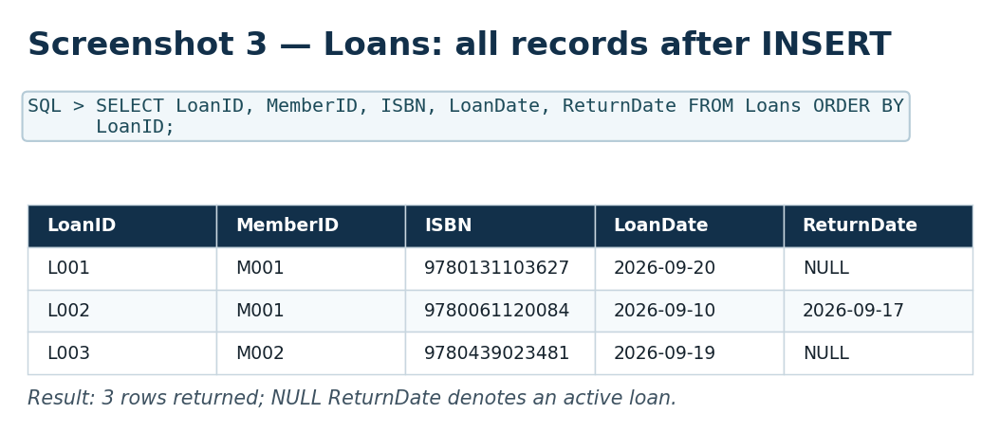 Screenshot 3 — Loans: all records after INSERT
SQL > SELECT LoanID, MemberID, ISBN, LoanDate, ReturnDate FROM Loans ORDER BY
LoanID;
LoanID MemberID ISBN LoanDate ReturnDate
L001 M001 9780131103627 2026-09-20 NULL
L002 M001 9780061120084 2026-09-10 2026-09-17
L003 M002 9780439023481 2026-09-19 NULL
Result: 3 rows returned; NULL ReturnDate denotes an active loan.